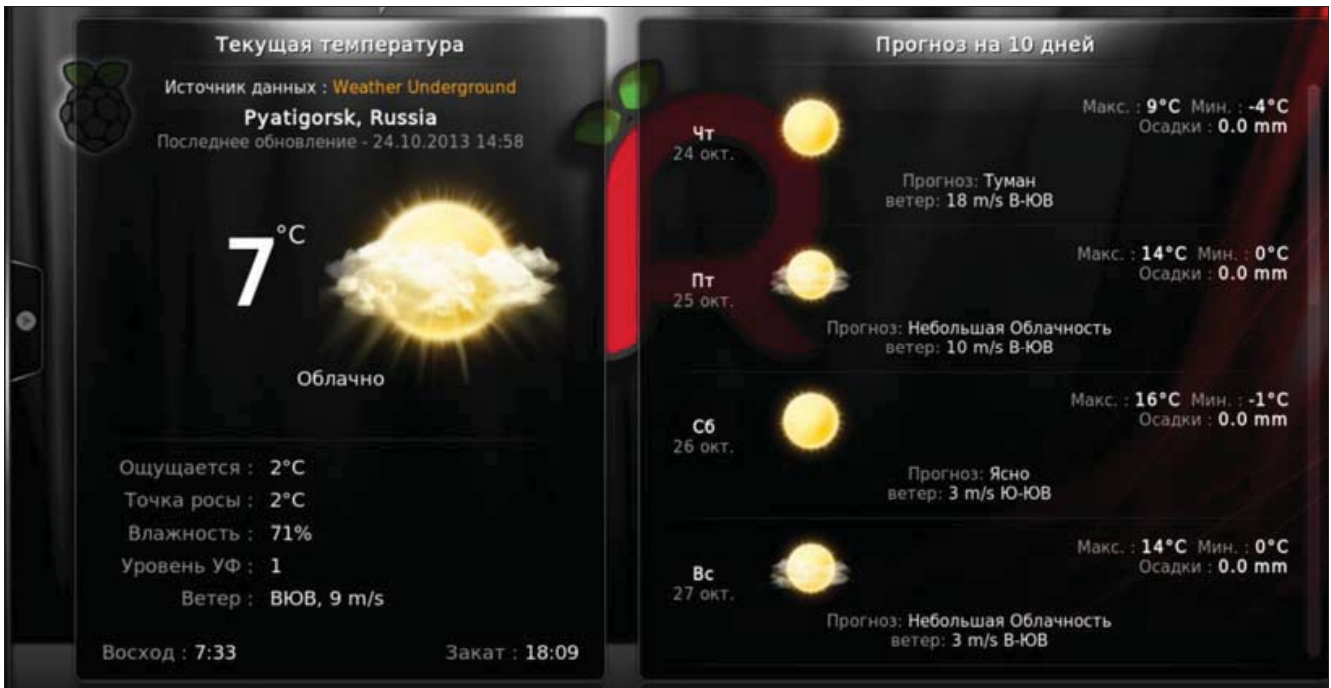 Текущая температура
Источник данных : Weather Underground
Pyatigorsk, Russia
Последнее обновление - 24.10.2013 14:58
7°C
Облачно
Ощущается : 2°C
Точка росы : 2°C
Влажность : 71%
Уровень УФ : 1
Ветер : ВЮВ, 9 m/s
Восход : 7:33 Закат : 18:09
Прогноз на 10 дней
Чт
24 окт.
Макс. : 9°C Мин. : -4°C
Осадки : 0.0 mm
Прогноз: Туман
ветер: 18 m/s В-ЮВ
Пт
25 окт.
Макс. : 14°C Мин. : 0°C
Осадки : 0.0 mm
Прогноз: Небольшая Облачность
ветер: 10 m/s В-ЮВ
Сб
26 окт.
Макс. : 16°C Мин. : -1°C
Осадки : 0.0 mm
Прогноз: Ясно
ветер: 3 m/s Ю-ЮВ
Вс
27 окт.
Макс. : 14°C Мин. : 0°C
Осадки : 0.0 mm
Прогноз: Небольшая Облачность
ветер: 3 m/s В-ЮВ